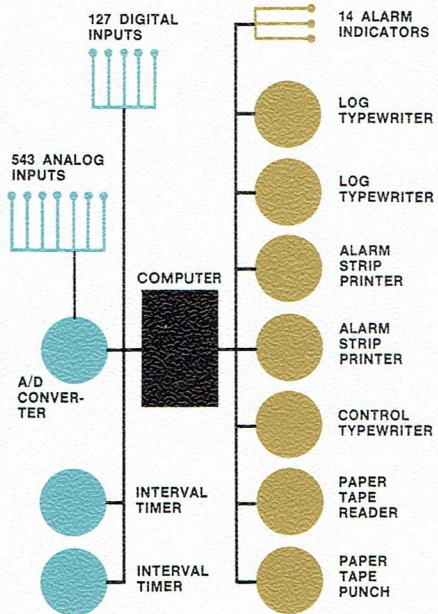 127 DIGITAL
INPUTS
543 ANALOG
INPUTS
A/D
CONVER-
TER
INTERVAL
TIMER
INTERVAL
TIMER
COMPUTER
14 ALARM
INDICATORS
LOG
TYPEWRITER
LOG
TYPEWRITER
ALARM
STRIP
PRINTER
ALARM
STRIP
PRINTER
CONTROL
TYPEWRITER
PAPER
TAPE
READER
PAPER
TAPE
PUNCH